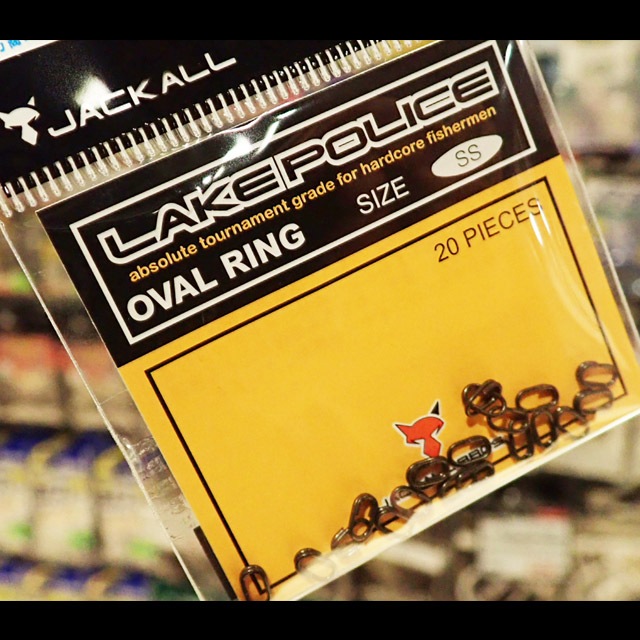 JACKALL
LAKE POLICE
absolute tournament grade for hardcore fishermen
OVAL RING SIZE SS
20 PIECES